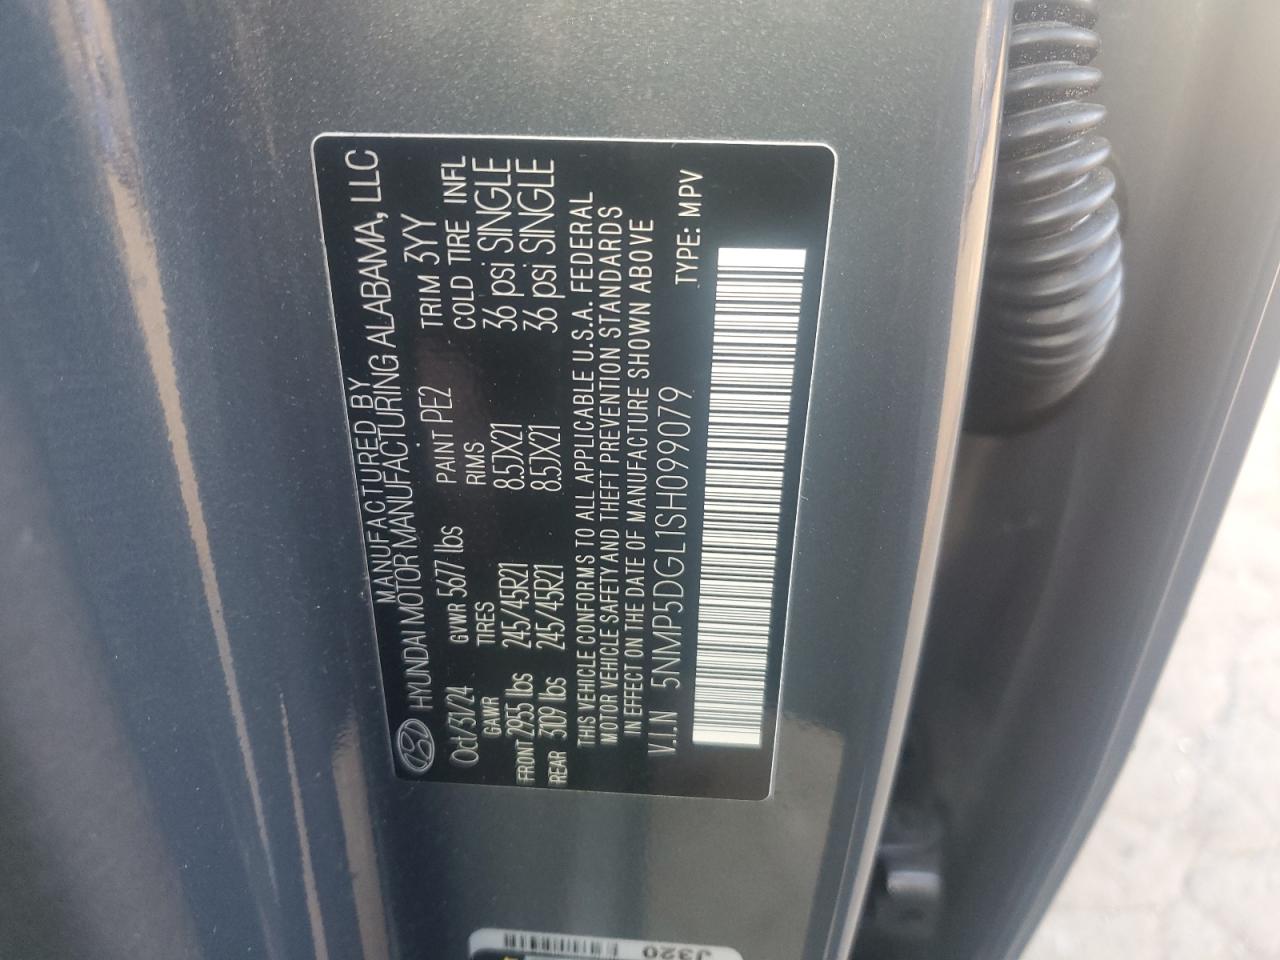 MANUFACTURED BY
HYUNDAI MOTOR MANUFACTURING ALABAMA, LLC
Oct/31/24 GVWR 5677 lbs PAINT PE2 TRIM 3YY
GAWR TIRES RIMS COLD TIRE INFL
FRONT 2955 lbs 245/45R21 8.5JX21 36 psi SINGLE
REAR 3109 lbs 245/45R21 8.5JX21 36 psi SINGLE
THIS VEHICLE CONFORMS TO ALL APPLICABLE U.S.A. FEDERAL
MOTOR VEHICLE SAFETY AND THEFT PREVENTION STANDARDS
IN EFFECT ON THE DATE OF MANUFACTURE SHOWN ABOVE
V.I.N 5NMP5DGL1SH099079 TYPE: MPV
J320